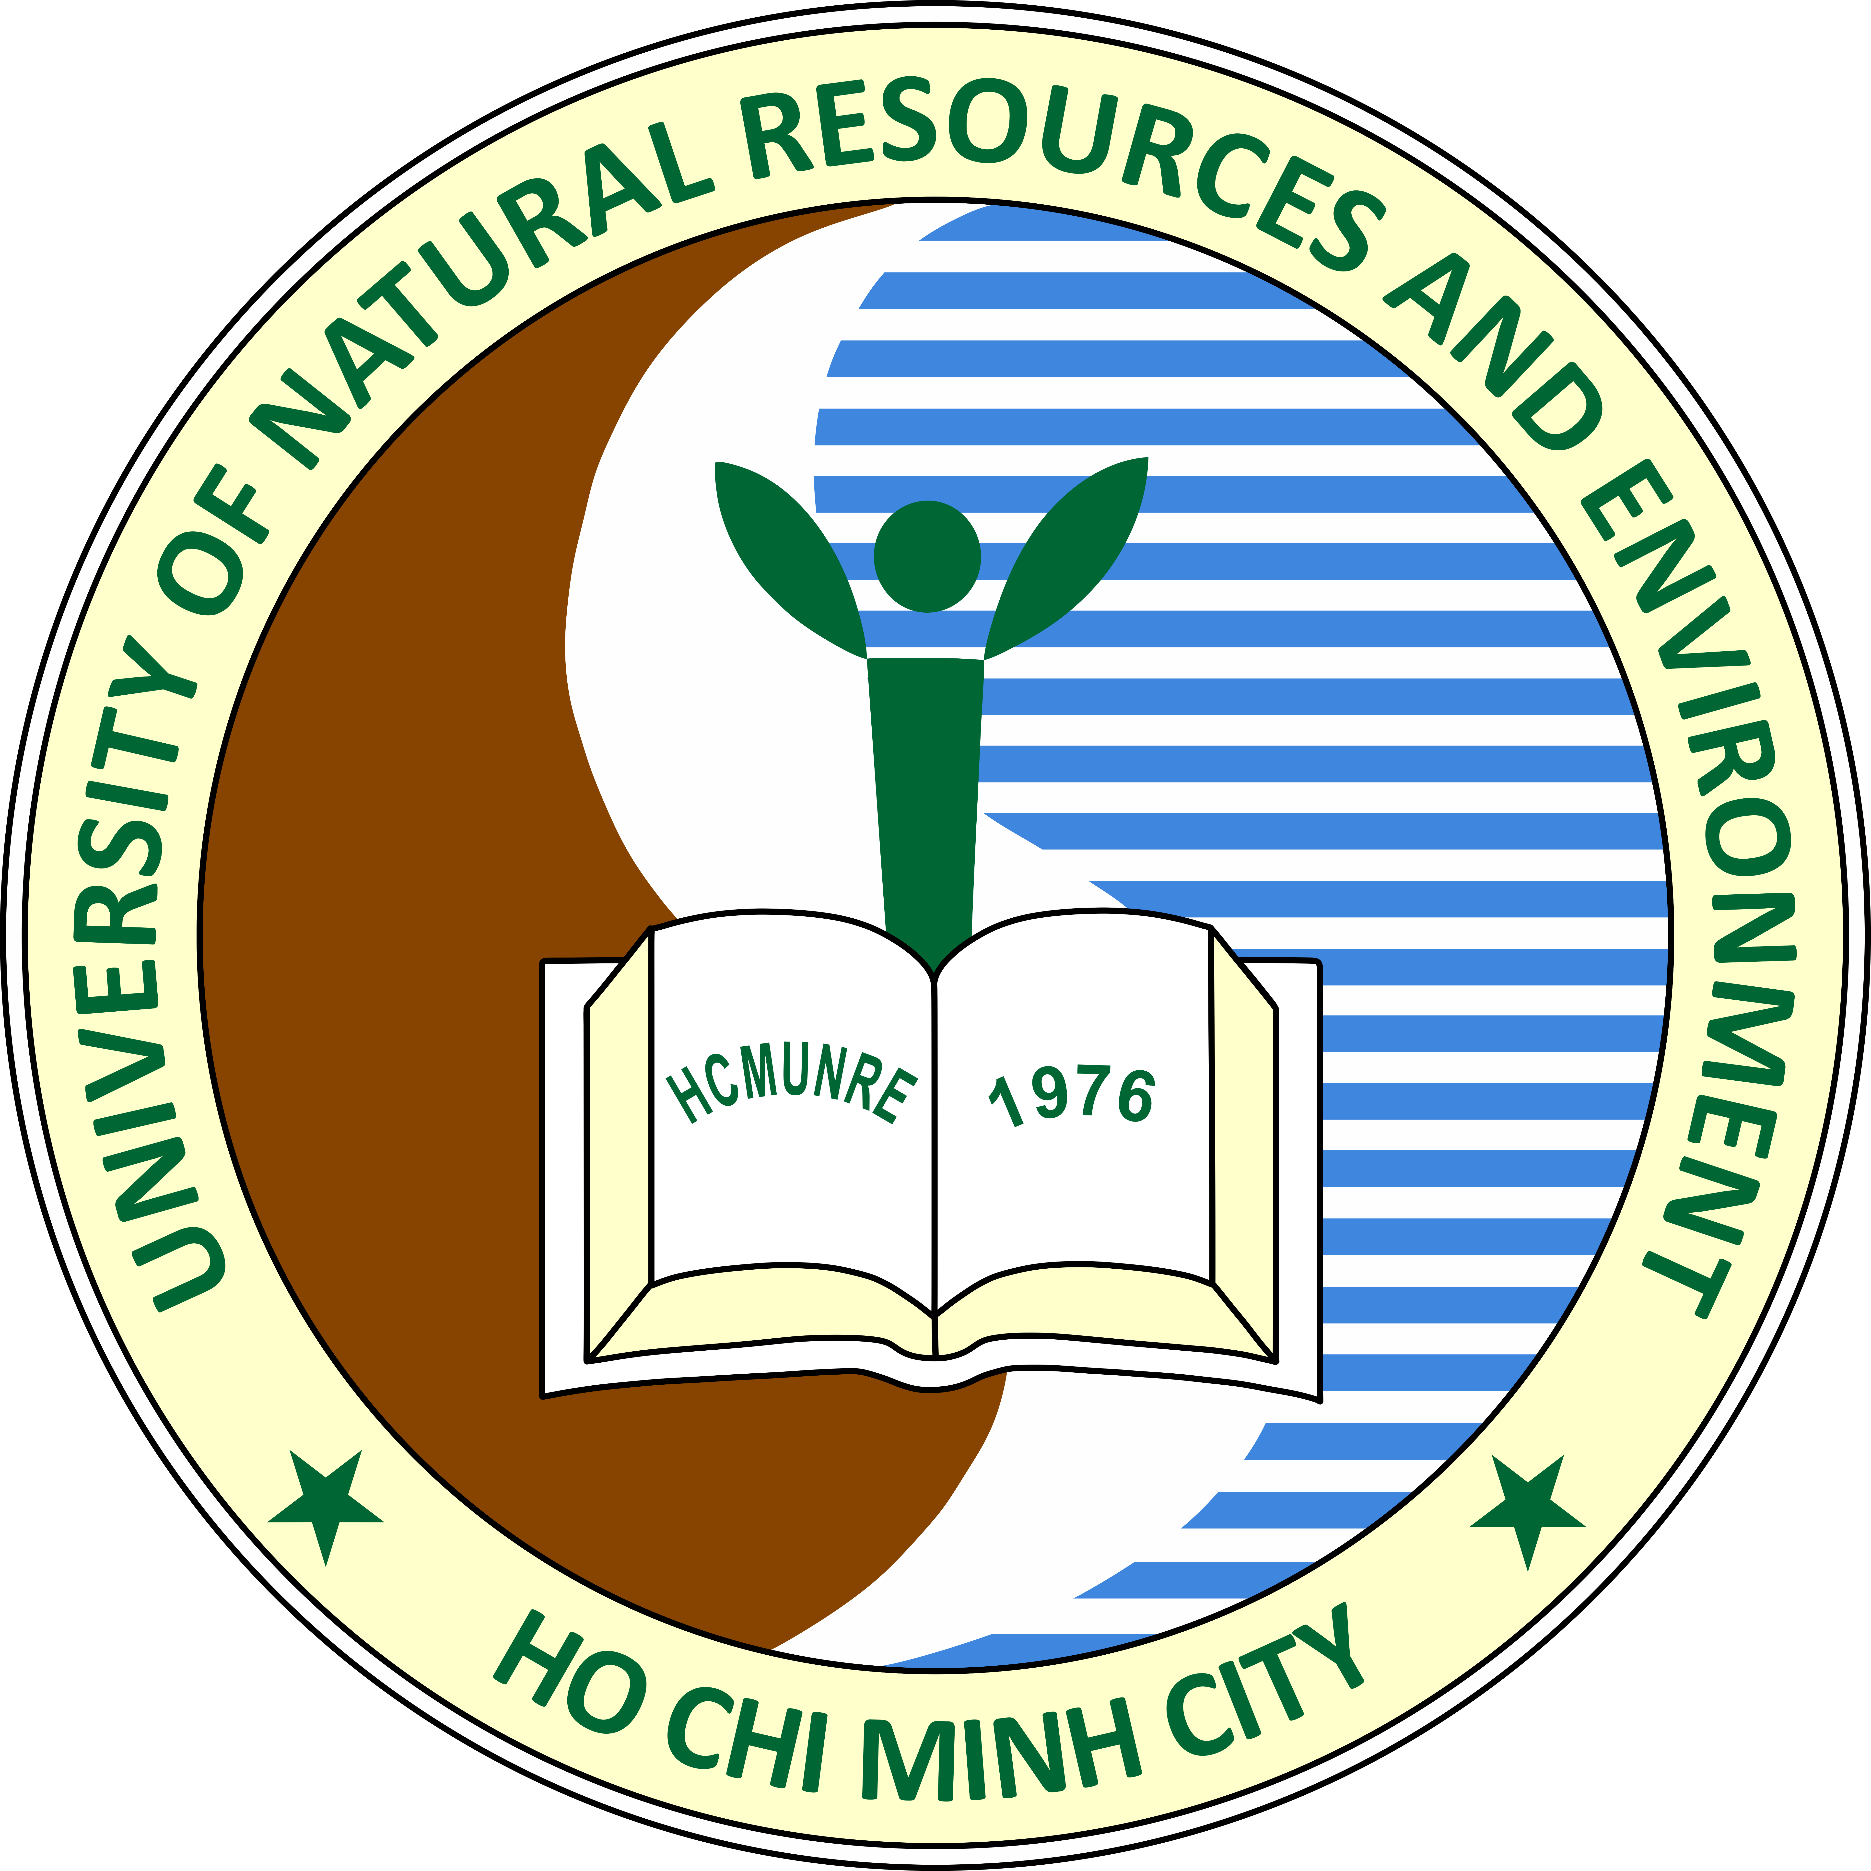 UNIVERSITY OF NATURAL RESOURCES AND ENVIRONMENT
HCMUNRE
1976
HO CHI MINH CITY